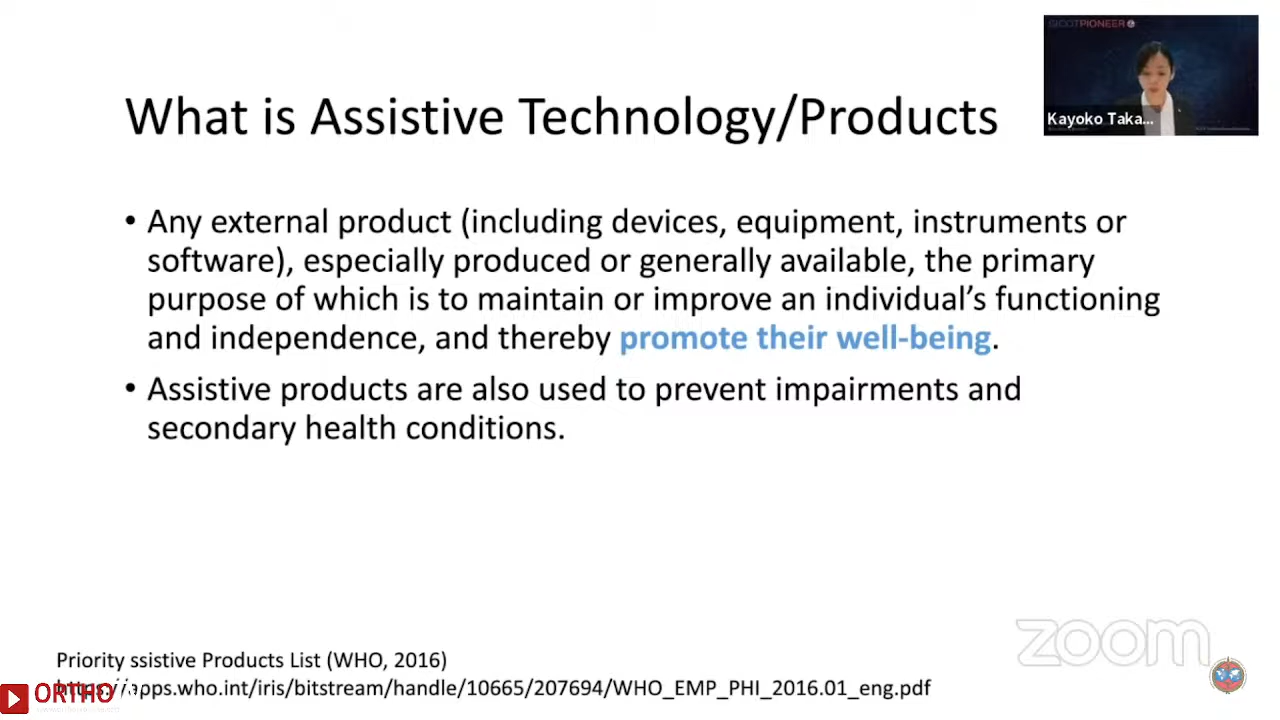 SICOTPIONEER
What is Assistive Technology/Products
Kayoko Taka...
• Any external product (including devices, equipment, instruments or
software), especially produced or generally available, the primary
purpose of which is to maintain or improve an individual’s functioning
and independence, and thereby promote their well-being.
• Assistive products are also used to prevent impairments and
secondary health conditions.
zoom
Priority ssistive Products List (WHO, 2016)
https://apps.who.int/iris/bitstream/handle/10665/207694/WHO_EMP_PHI_2016.01_eng.pdf
ORTHO